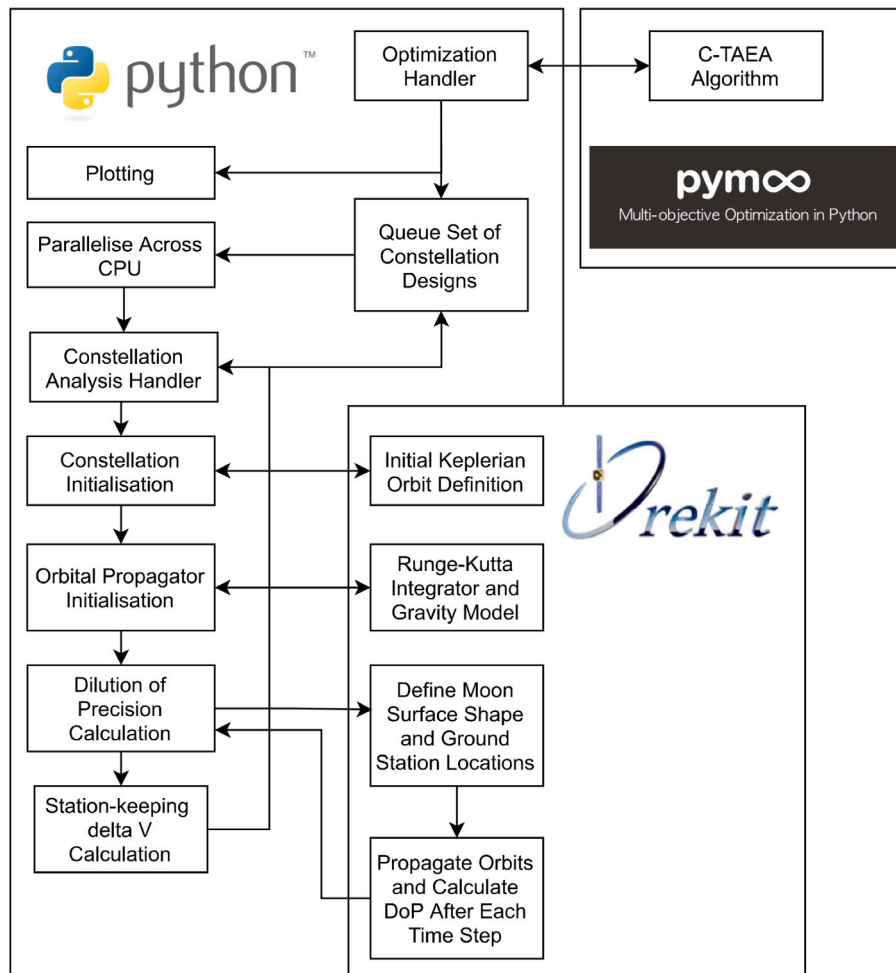 python™
Optimization
Handler
C-TAEA
Algorithm
Plotting
pymoo
Multi-objective Optimization in Python
Parallelise Across
CPU
Queue Set of
Constellation
Designs
Constellation
Analysis Handler
Constellation
Initialisation
Initial Keplerian
Orbit Definition
Orekit
Orbital Propagator
Initialisation
Runge-Kutta
Integrator and
Gravity Model
Dilution of
Precision
Calculation
Define Moon
Surface Shape
and Ground
Station Locations
Station-keeping
delta V
Calculation
Propagate Orbits
and Calculate
DoP After Each
Time Step